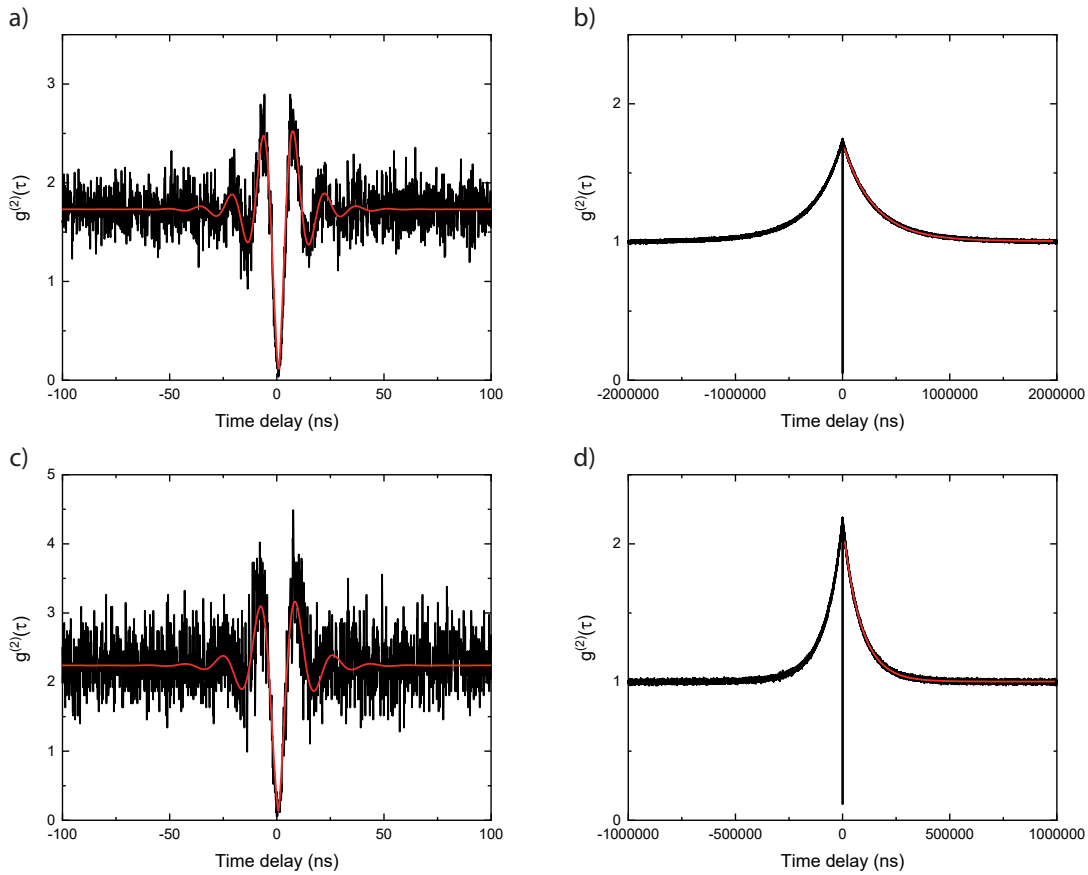 a)
3
2
1
0
-100 -50 0 50 100
g(2)(τ)
Time delay (ns)
b)
2
1
0
-2000000 -1000000 0 1000000 2000000
g(2)(τ)
Time delay (ns)
c)
5
4
3
2
1
0
-100 -50 0 50 100
g(2)(τ)
Time delay (ns)
d)
2
1
0
-1000000 -500000 0 500000 1000000
g(2)(τ)
Time delay (ns)